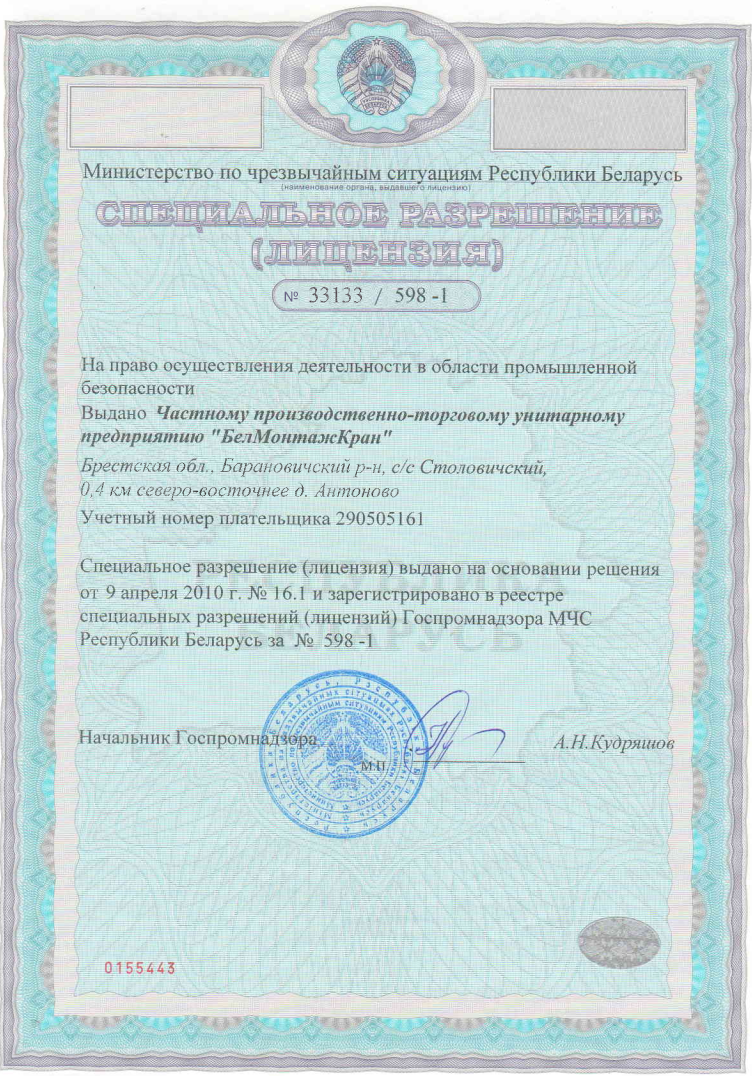 Министерство по чрезвычайным ситуациям Республики Беларусь
(наименование органа, выдавшего лицензию)
СПЕЦИАЛЬНОЕ РАЗРЕШЕНИЕ
(ЛИЦЕНЗИЯ)
№ 33133 / 598 -1
На право осуществления деятельности в области промышленной
безопасности
Выдано Частному производственно-торговому унитарному
предприятию "БелМонтажКран"
Брестская обл., Барановичский р-н, с/с Столовичский,
0,4 км северо-восточнее д. Антоново
Учетный номер плательщика 290505161
РЕСПУБЛИКА
БЕЛАРУСЬ
Специальное разрешение (лицензия) выдано на основании решения
от 9 апреля 2010 г. № 16.1 и зарегистрировано в реестре
специальных разрешений (лицензий) Госпромнадзора МЧС
Республики Беларусь за № 598 -1
Начальник Госпромнадзора
М.П.
А.Н.Кудряшов
0155443